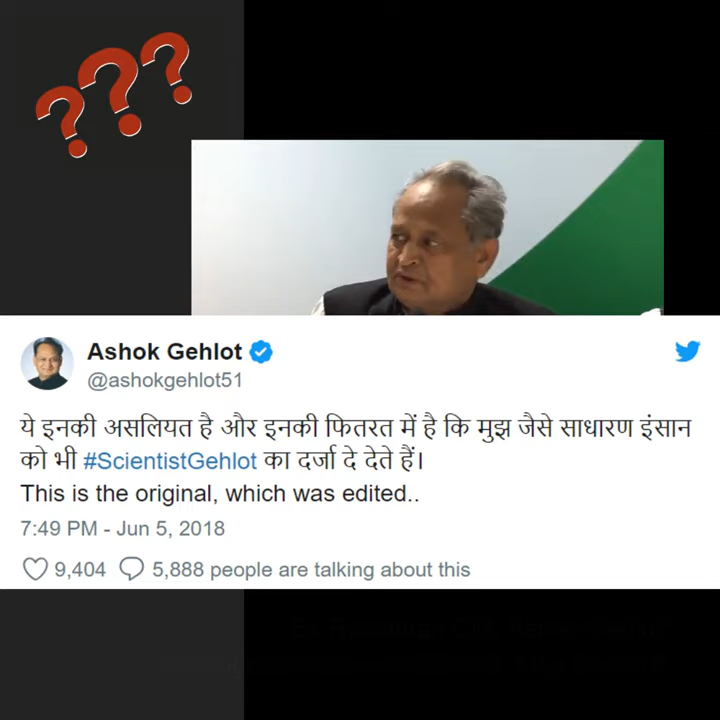 ???
Ashok Gehlot
@ashokgehlot51
ये इनकी असलियत है और इनकी फितरत में है कि मुझ जैसे साधारण इंसान
को भी #ScientistGehlot का दर्जा दे देते हैं।
This is the original, which was edited..
7:49 PM - Jun 5, 2018
9,404 5,888 people are talking about this